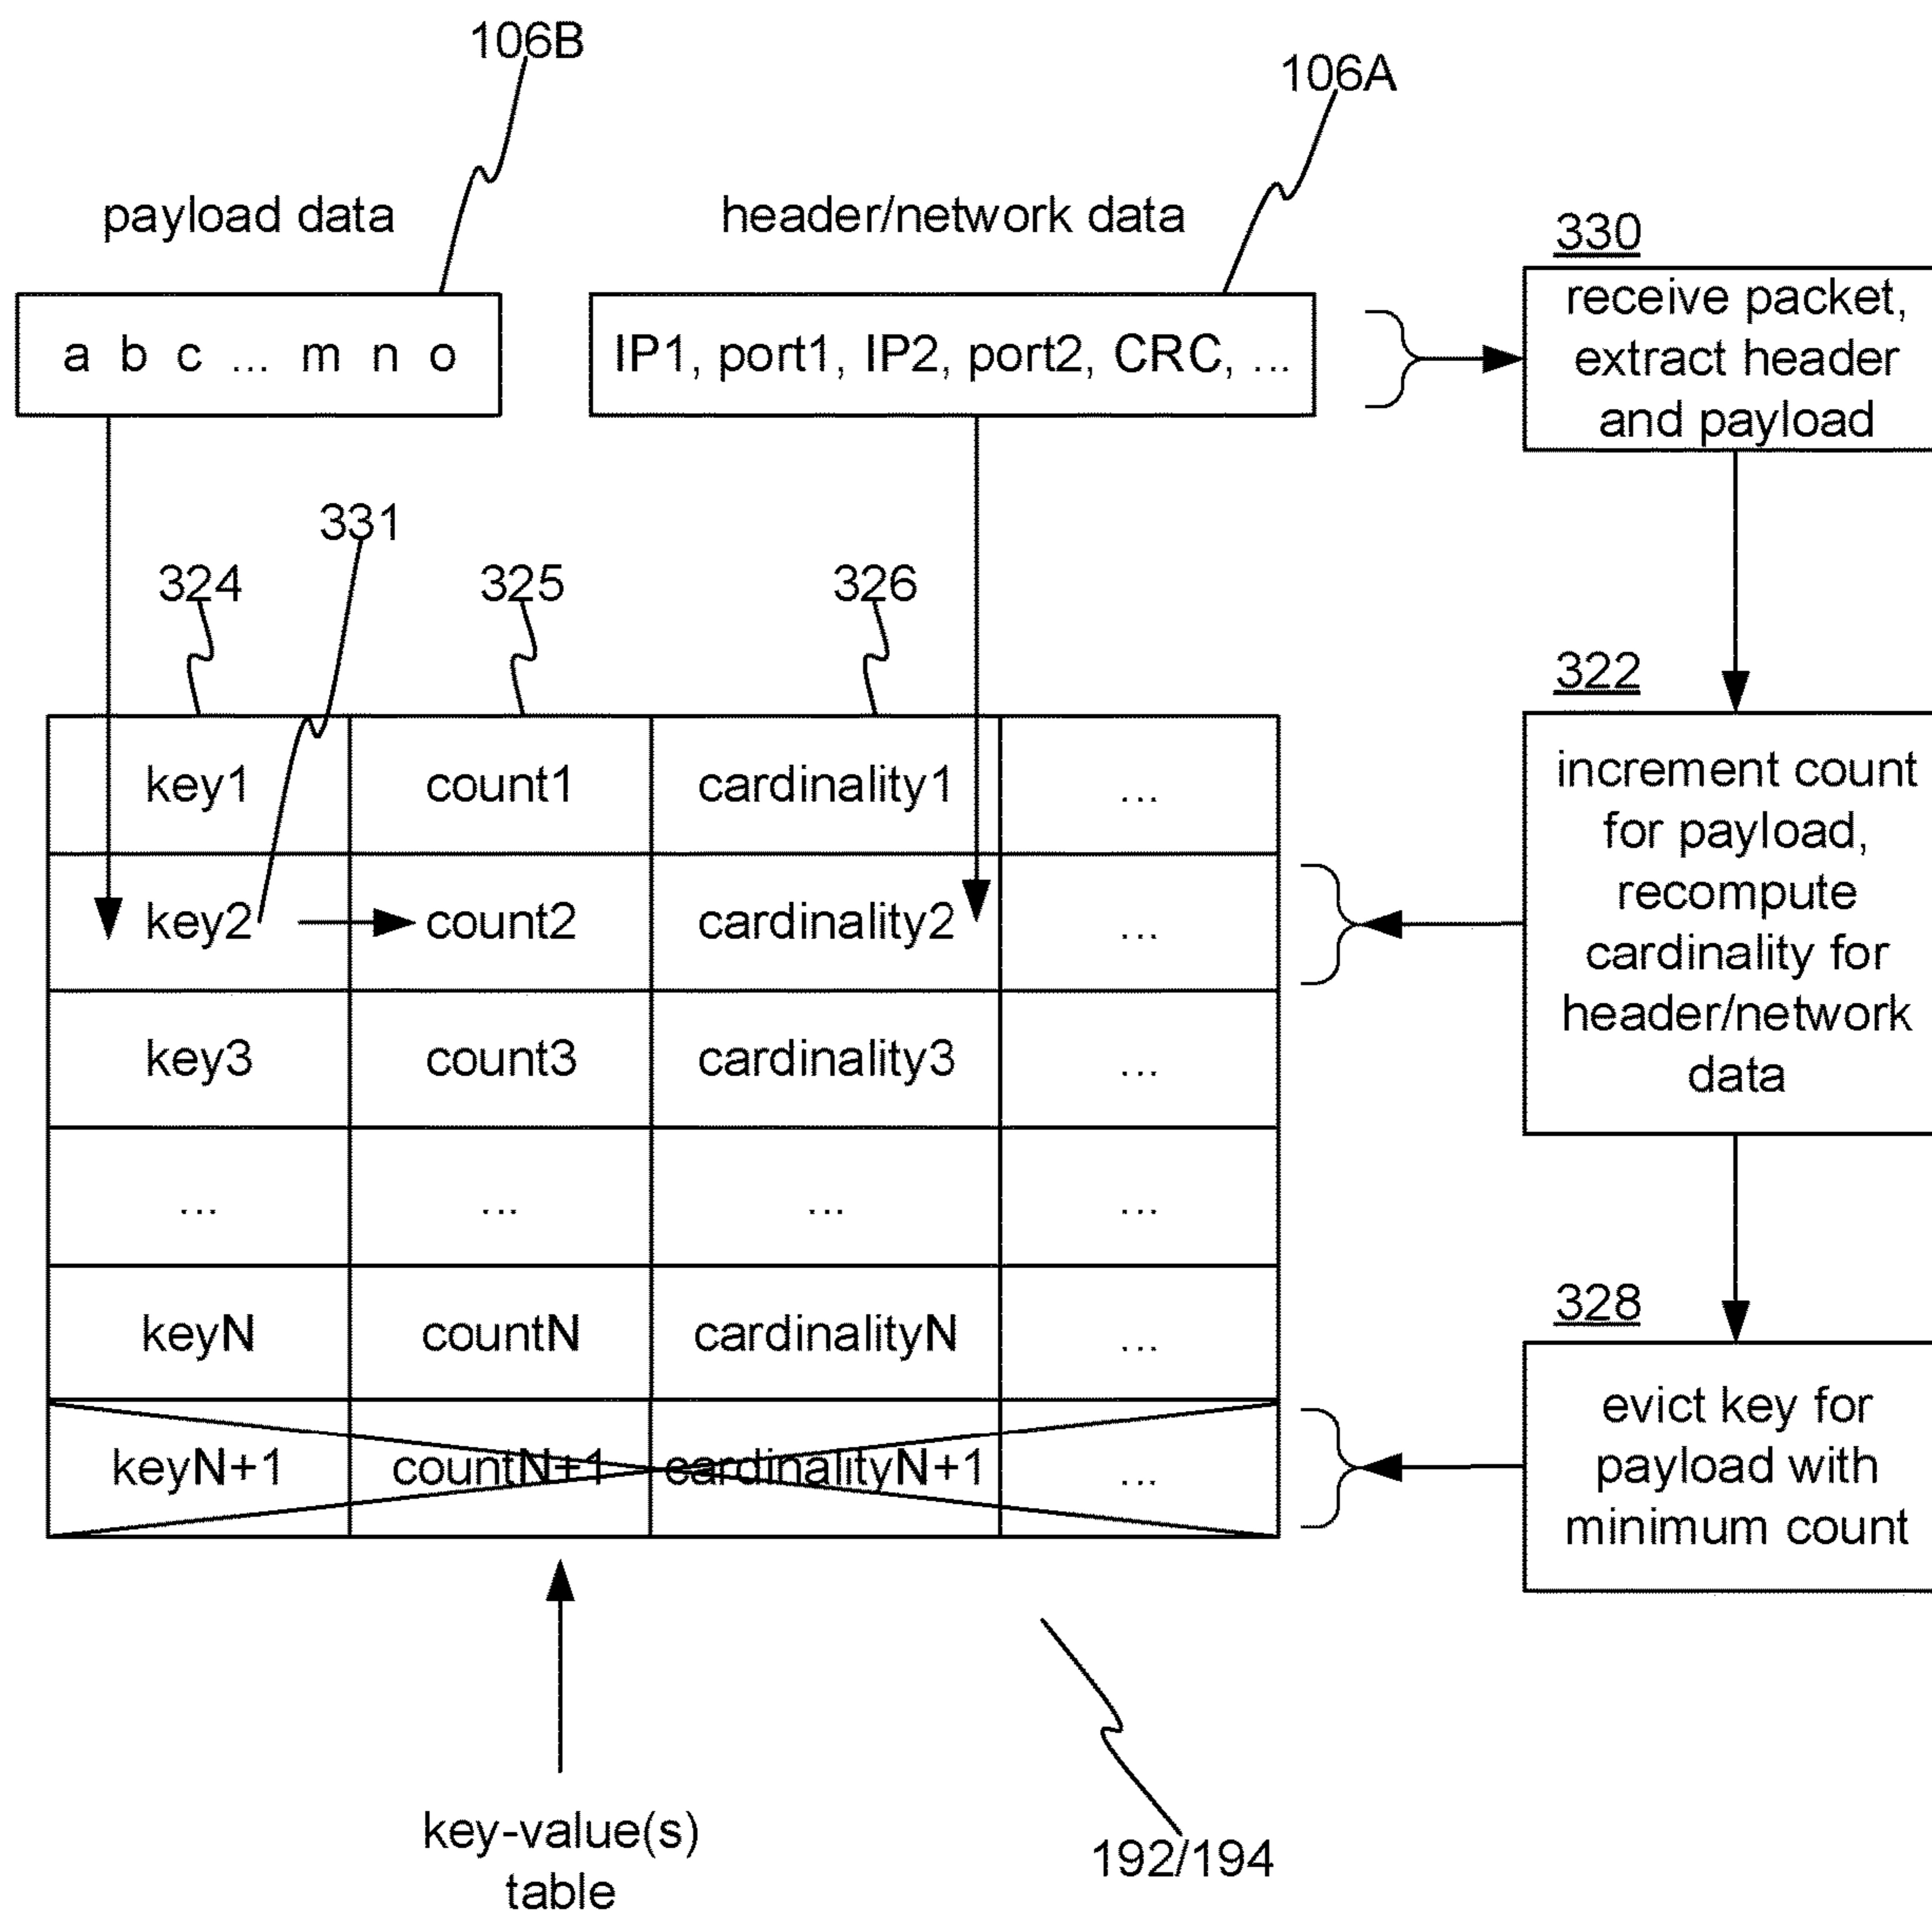 106B
106A
payload data
header/network data
330
a b c ... m n o
IP1, port1, IP2, port2, CRC, ...
receive packet,
extract header
and payload
331
324
325
326
322
key1 count1 cardinality1 ...
key2 count2 cardinality2 ...
key3 count3 cardinality3 ...
... ... ... ...
keyN countN cardinalityN ...
keyN+1 countN+1 cardinalityN+1 ...
increment count
for payload,
recompute
cardinality for
header/network
data
328
evict key for
payload with
minimum count
key-value(s)
table
192/194